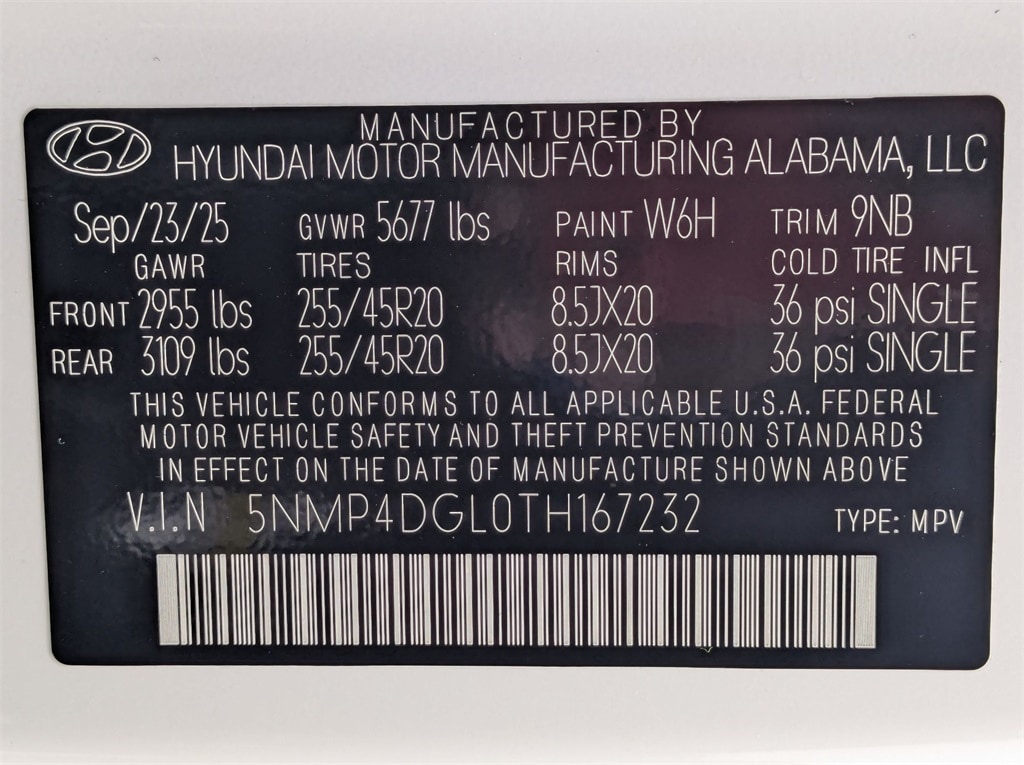 MANUFACTURED BY
HYUNDAI MOTOR MANUFACTURING ALABAMA, LLC
Sep/23/25 GVWR 5677 lbs PAINT W6H TRIM 9NB
GAWR TIRES RIMS COLD TIRE INFL
FRONT 2955 lbs 255/45R20 8.5JX20 36 psi SINGLE
REAR 3109 lbs 255/45R20 8.5JX20 36 psi SINGLE
THIS VEHICLE CONFORMS TO ALL APPLICABLE U.S.A. FEDERAL
MOTOR VEHICLE SAFETY AND THEFT PREVENTION STANDARDS
IN EFFECT ON THE DATE OF MANUFACTURE SHOWN ABOVE
V.I.N 5NMP4DGL0TH167232 TYPE: MPV